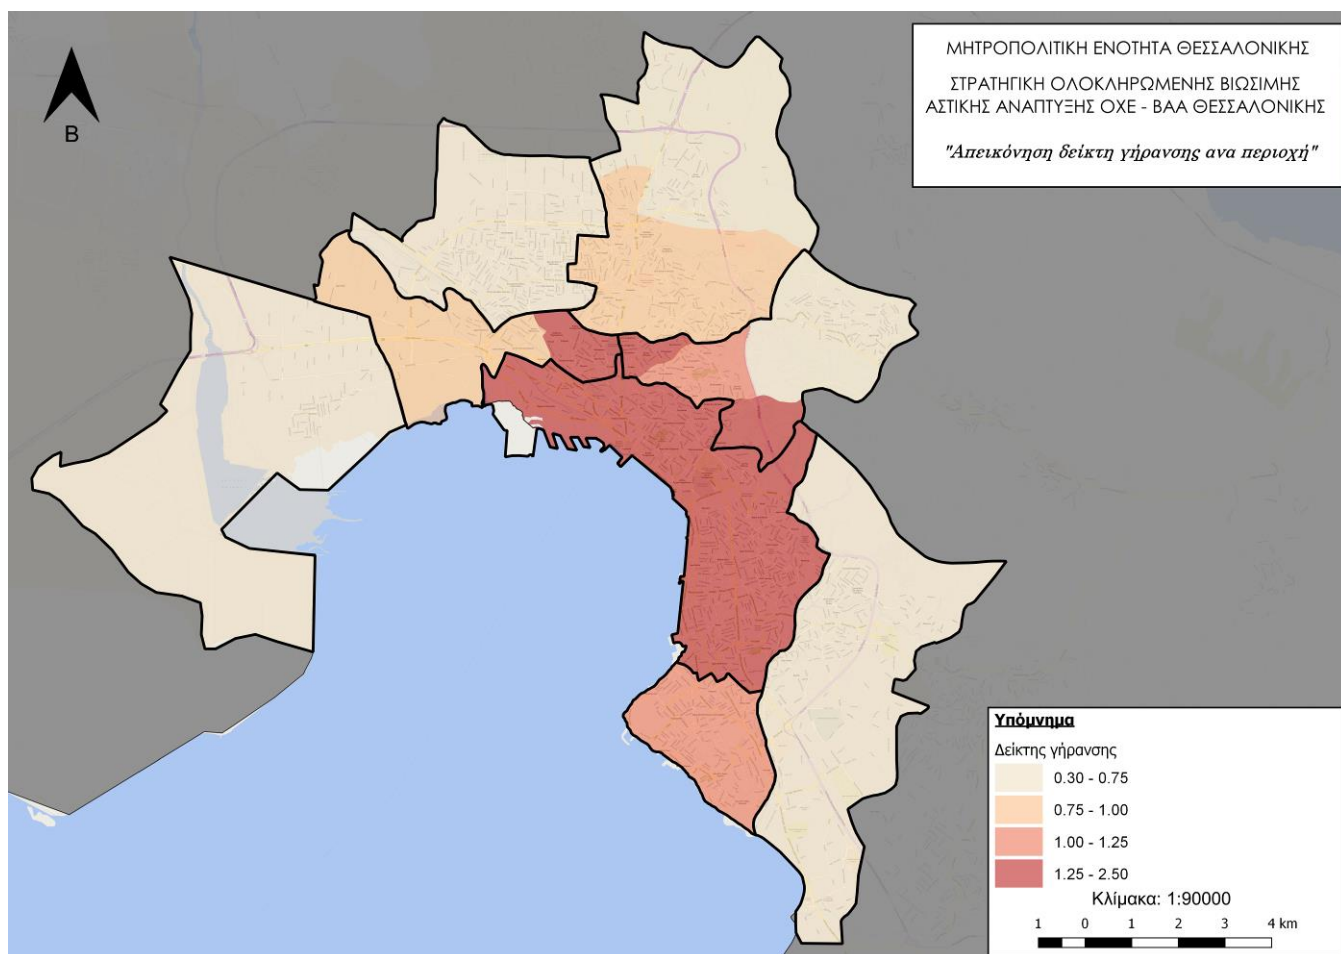 ΜΗΤΡΟΠΟΛΙΤΙΚΗ ΕΝΟΤΗΤΑ ΘΕΣΣΑΛΟΝΙΚΗΣ
ΣΤΡΑΤΗΓΙΚΗ ΟΛΟΚΛΗΡΩΜΕΝΗΣ ΒΙΩΣΙΜΗΣ
ΑΣΤΙΚΗΣ ΑΝΑΠΤΥΞΗΣ ΟΧΕ - ΒΑΑ ΘΕΣΣΑΛΟΝΙΚΗΣ
"Απεικόνηση δείκτη γήρανσης ανα περιοχή"
Β
Υπόμνημα
Δείκτης γήρανσης
0.30 - 0.75
0.75 - 1.00
1.00 - 1.25
1.25 - 2.50
Κλίμακα: 1:90000
1 0 1 2 3 4 km